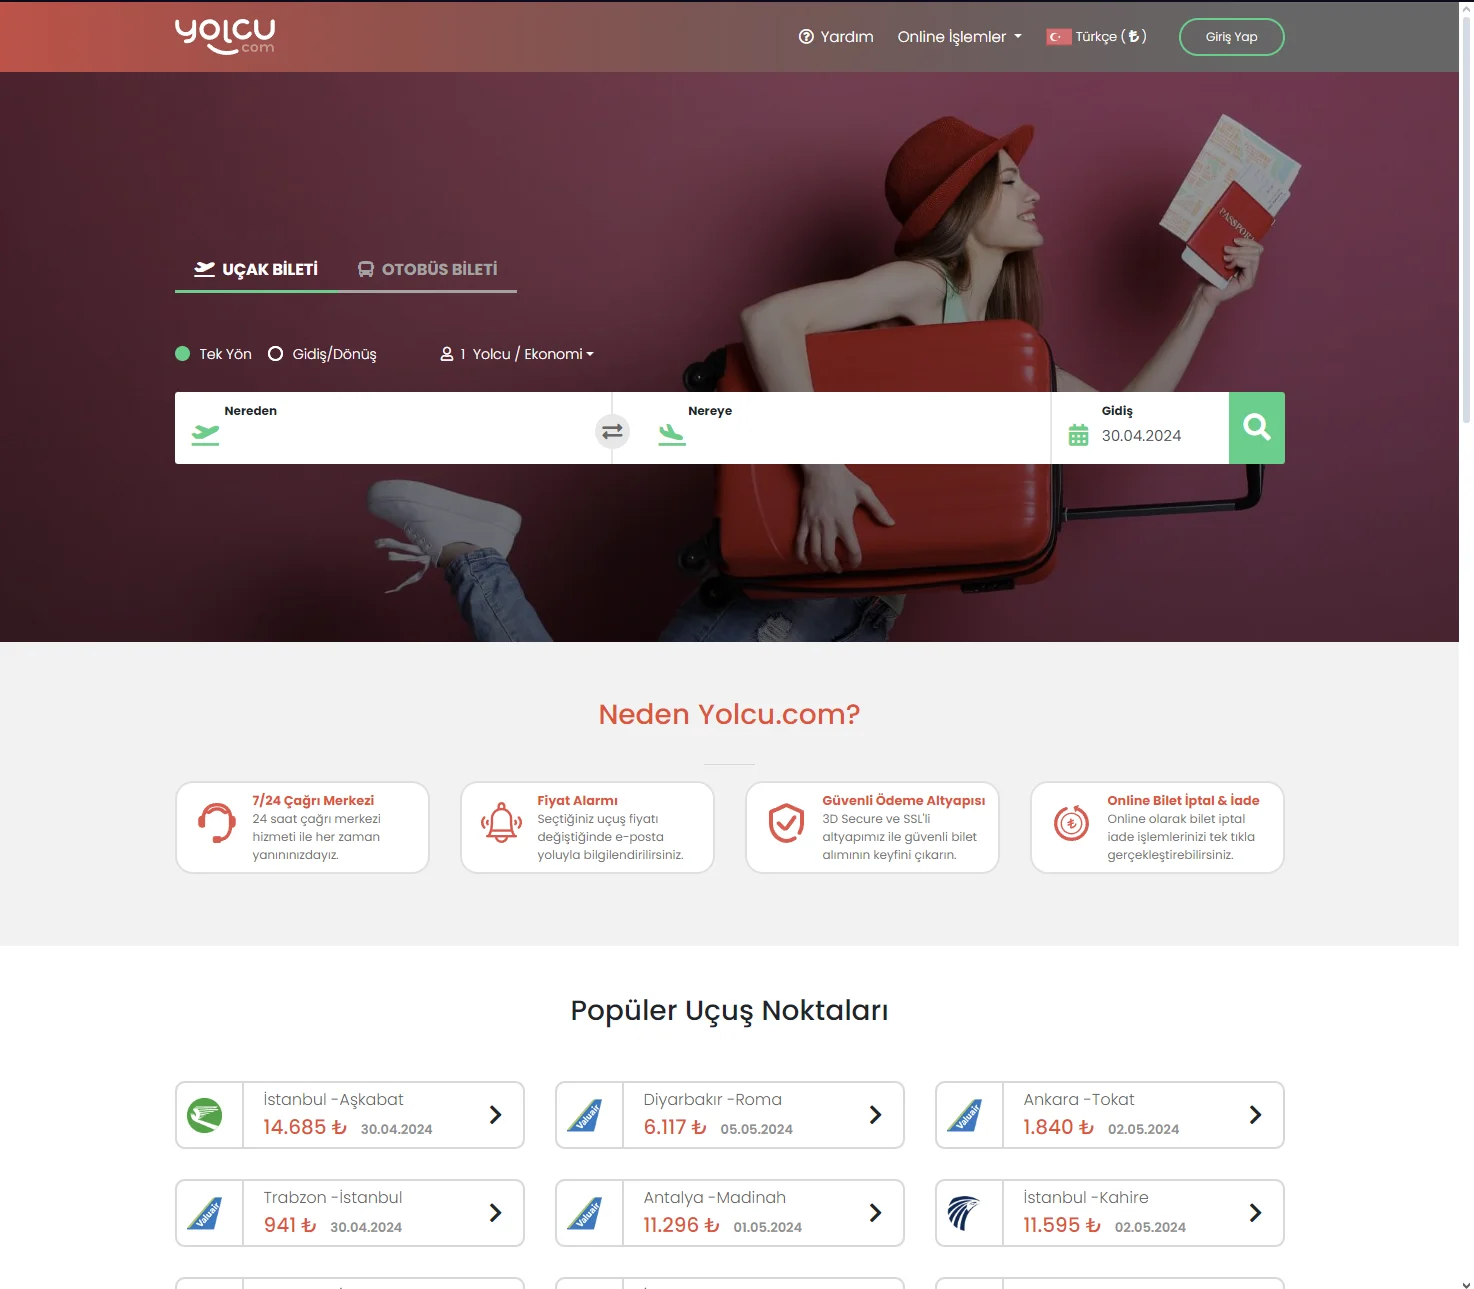 yolcu
com
Yardım
Online İşlemler
Türkçe ( ₺ )
Giriş Yap
PASSPORT
UÇAK BİLETİ
OTOBÜS BİLETİ
Tek Yön
Gidiş/Dönüş
1 Yolcu / Ekonomi
Nereden
Nereye
Gidiş
30.04.2024
Neden Yolcu.com?
7/24 Çağrı Merkezi
24 saat çağrı merkezi
hizmeti ile her zaman
yanınınızdayız.
Fiyat Alarmı
Seçtiğiniz uçuş fiyatı
değiştiğinde e-posta
yoluyla bilgilendirilirsiniz.
Güvenli Ödeme Altyapısı
3D Secure ve SSL'li
altyapımız ile güvenli bilet
alımının keyfini çıkarın.
Online Bilet İptal & İade
Online olarak bilet iptal
iade işlemlerinizi tek tıkla
gerçekleştirebilirsiniz.
Popüler Uçuş Noktaları
İstanbul -Aşkabat
14.685 ₺ 30.04.2024
Valuair
Diyarbakır -Roma
6.117 ₺ 05.05.2024
Valuair
Ankara -Tokat
1.840 ₺ 02.05.2024
Valuair
Trabzon -İstanbul
941 ₺ 30.04.2024
Valuair
Antalya -Madinah
11.296 ₺ 01.05.2024
İstanbul -Kahire
11.595 ₺ 02.05.2024